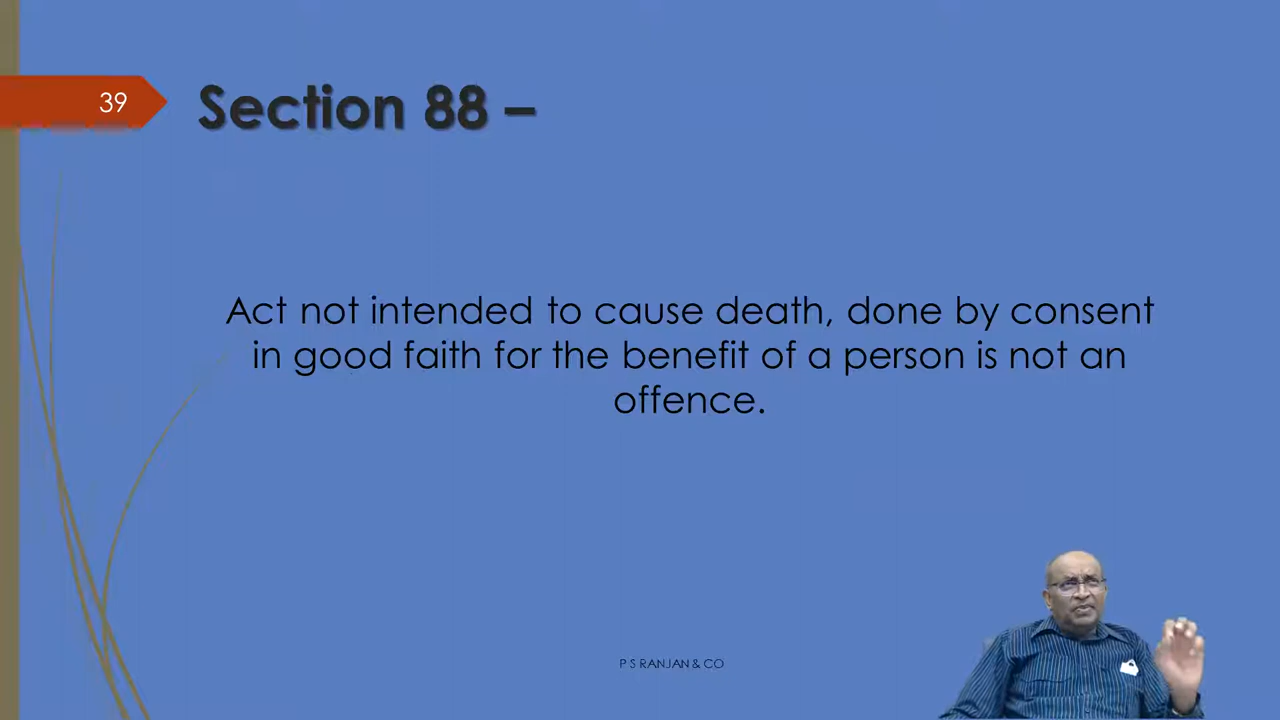 39
Section 88 –
Act not intended to cause death, done by consent
in good faith for the benefit of a person is not an
offence.
P S RANJAN & CO